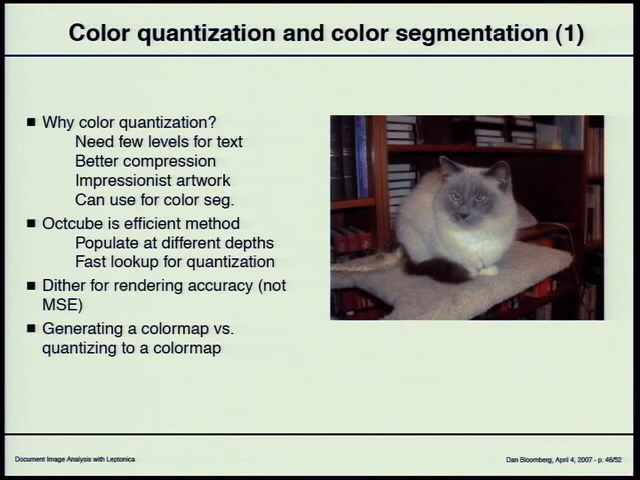 Color quantization and color segmentation (1)
Why color quantization?
Need few levels for text
Better compression
Impressionist artwork
Can use for color seg.
Octcube is efficient method
Populate at different depths
Fast lookup for quantization
Dither for rendering accuracy (not
MSE)
Generating a colormap vs.
quantizing to a colormap
Document Image Analysis with Leptonica
Dan Bloomberg, April 4, 2007 - p. 46/52